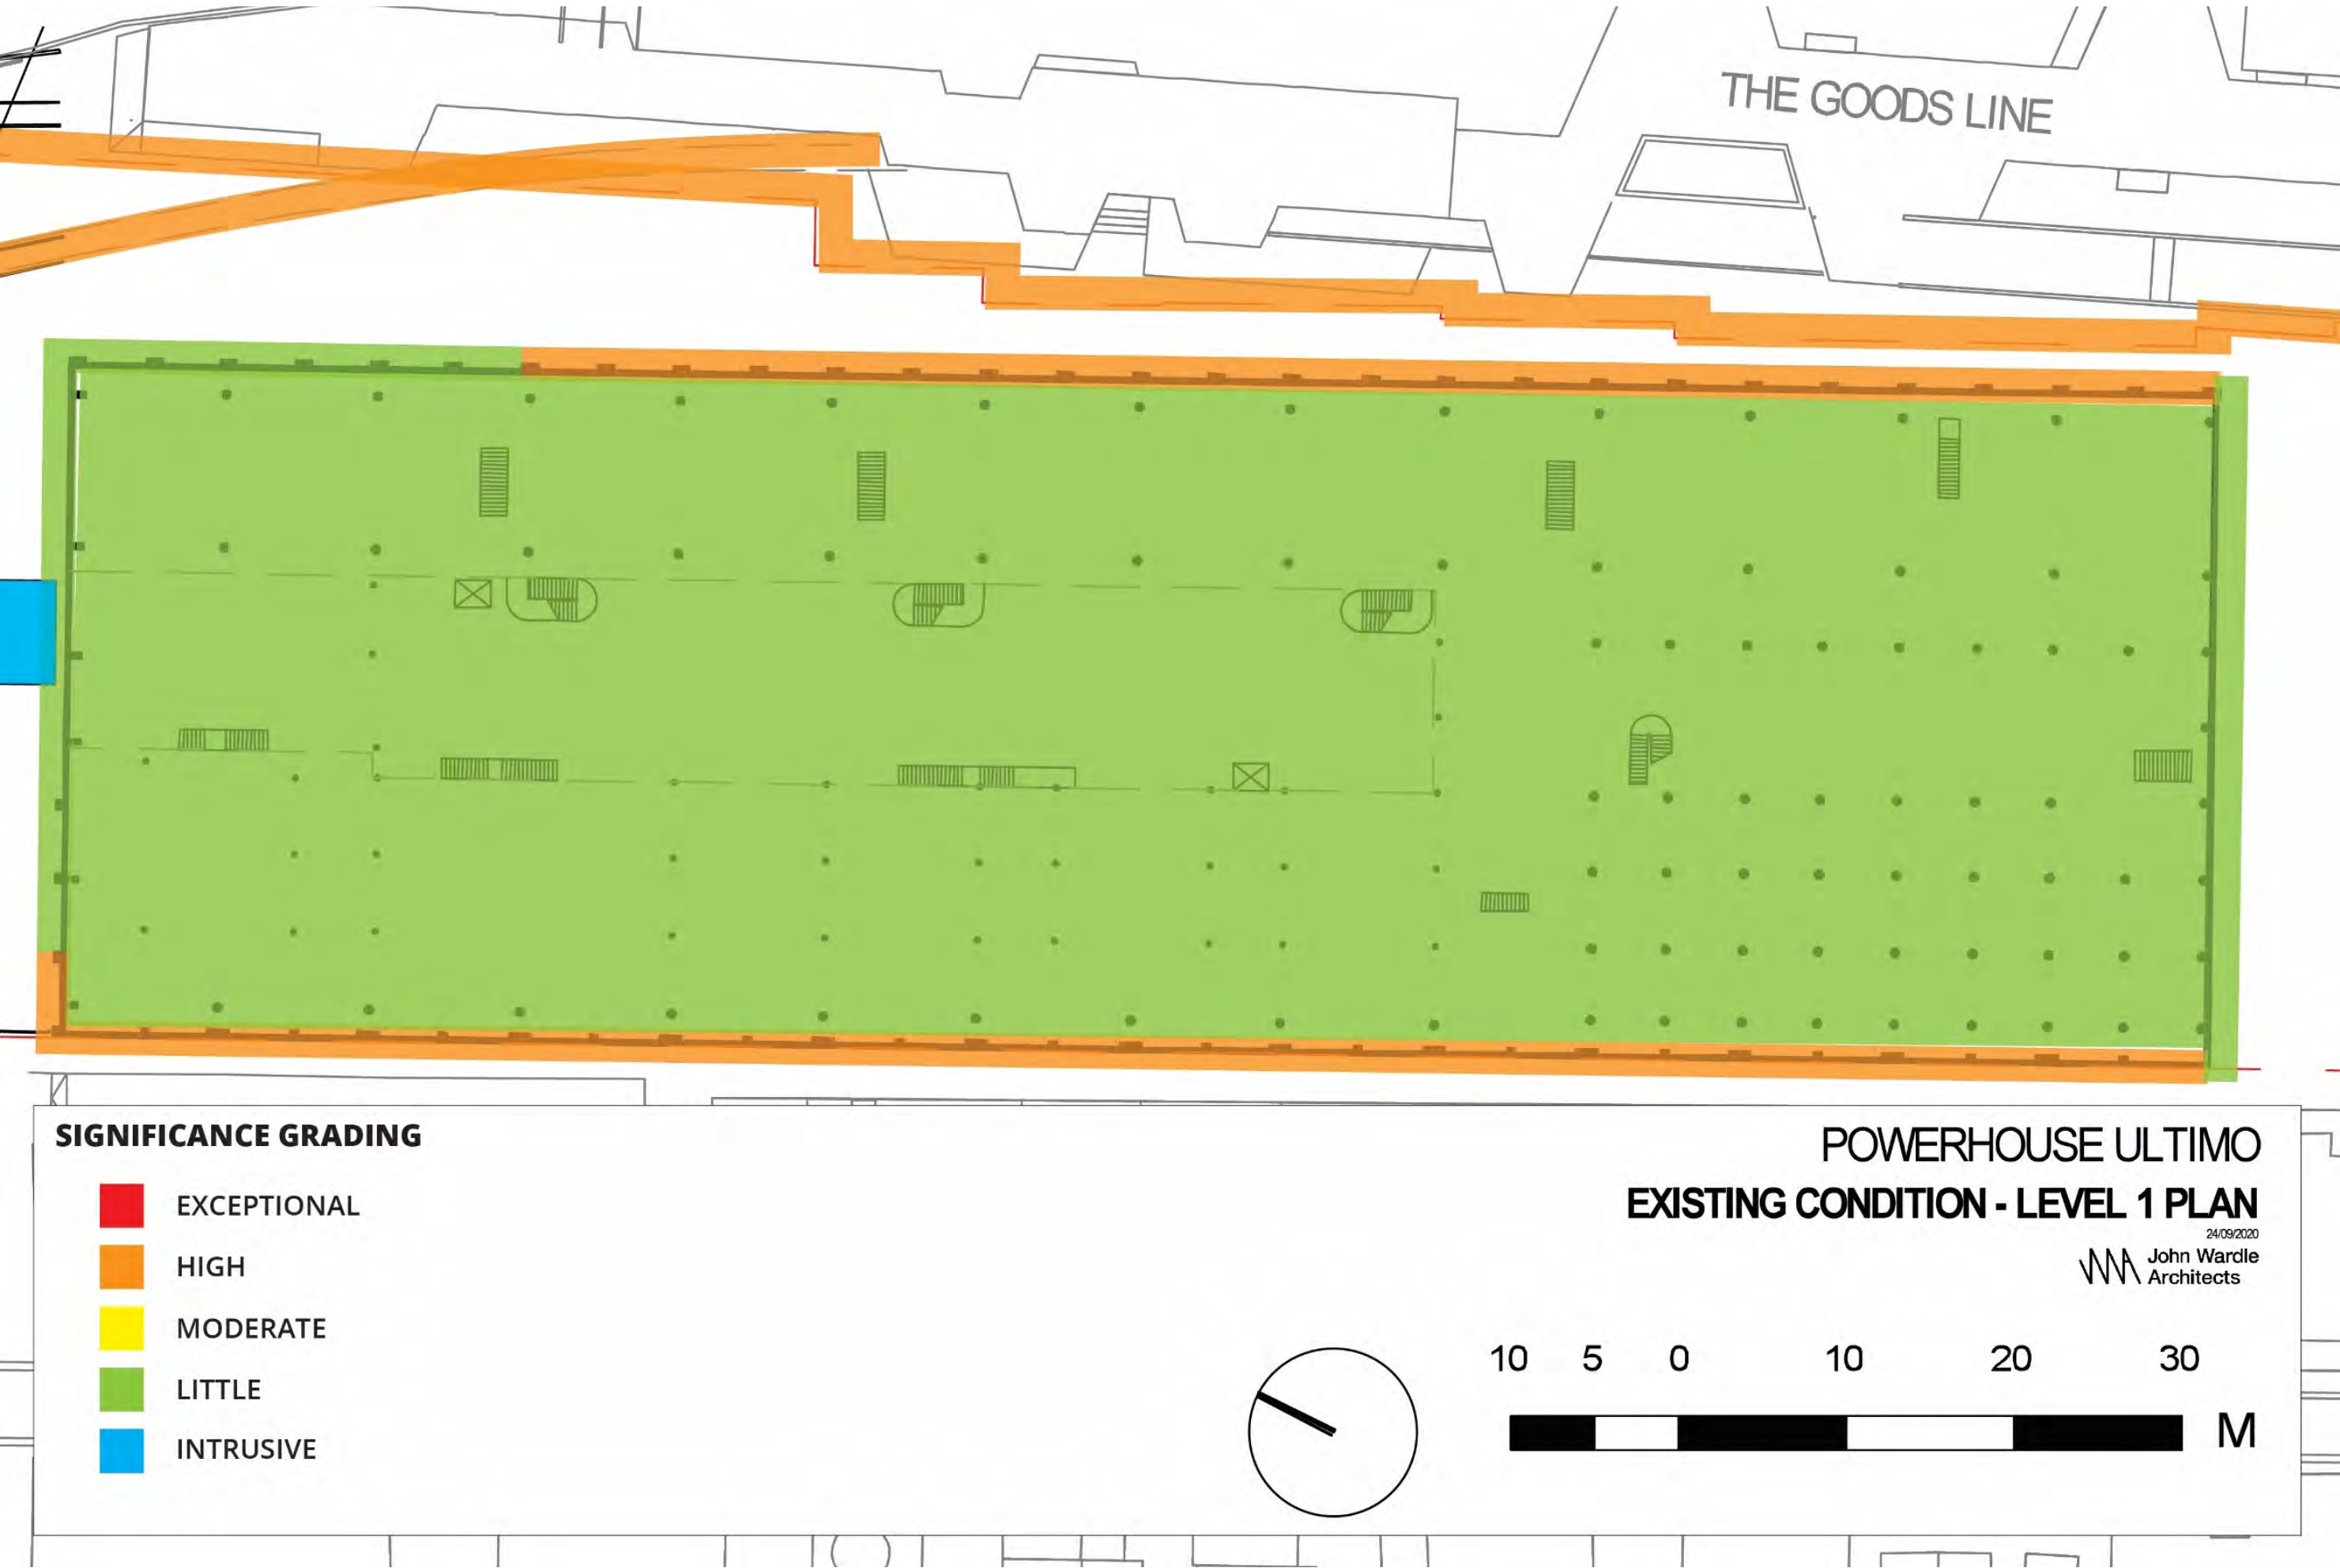 THE GOODS LINE
SIGNIFICANCE GRADING
EXCEPTIONAL
HIGH
MODERATE
LITTLE
INTRUSIVE
POWERHOUSE ULTIMO
EXISTING CONDITION - LEVEL 1 PLAN
24/09/2020
John Wardle
Architects
10 5 0 10 20 30
M